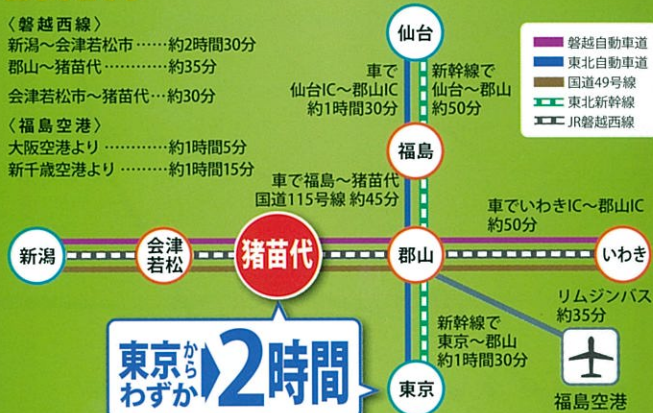 〈磐越西線〉
新潟～会津若松市……約2時間30分
郡山～猪苗代…………約35分
会津若松市～猪苗代…約30分
〈福島空港〉
大阪空港より…………約1時間5分
新千歳空港より………約1時間15分
仙台
磐越自動車道
東北自動車道
国道49号線
東北新幹線
JR磐越西線
車で
仙台IC～郡山IC
約1時間30分
新幹線で
仙台～郡山
約50分
福島
車で福島～猪苗代
国道115号線 約45分
車でいわきIC～郡山IC
約50分
新潟
会津
若松
猪苗代
郡山
いわき
リムジンバス
約35分
新幹線で
東京～郡山
約1時間30分
東京から
わずか
2時間
東京
福島空港